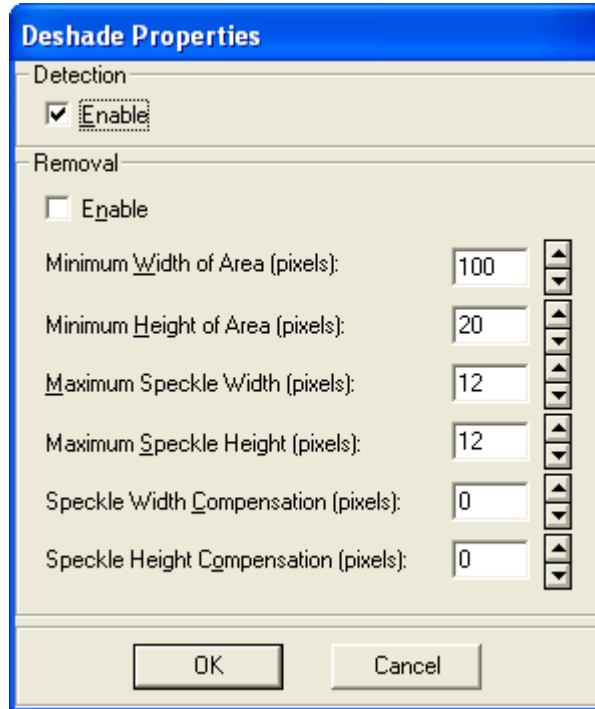 Deshade Properties
Detection
Enable
Removal
Enable
Minimum Width of Area (pixels): 100
Minimum Height of Area (pixels): 20
Maximum Speckle Width (pixels): 12
Maximum Speckle Height (pixels): 12
Speckle Width Compensation (pixels): 0
Speckle Height Compensation (pixels): 0
OK Cancel